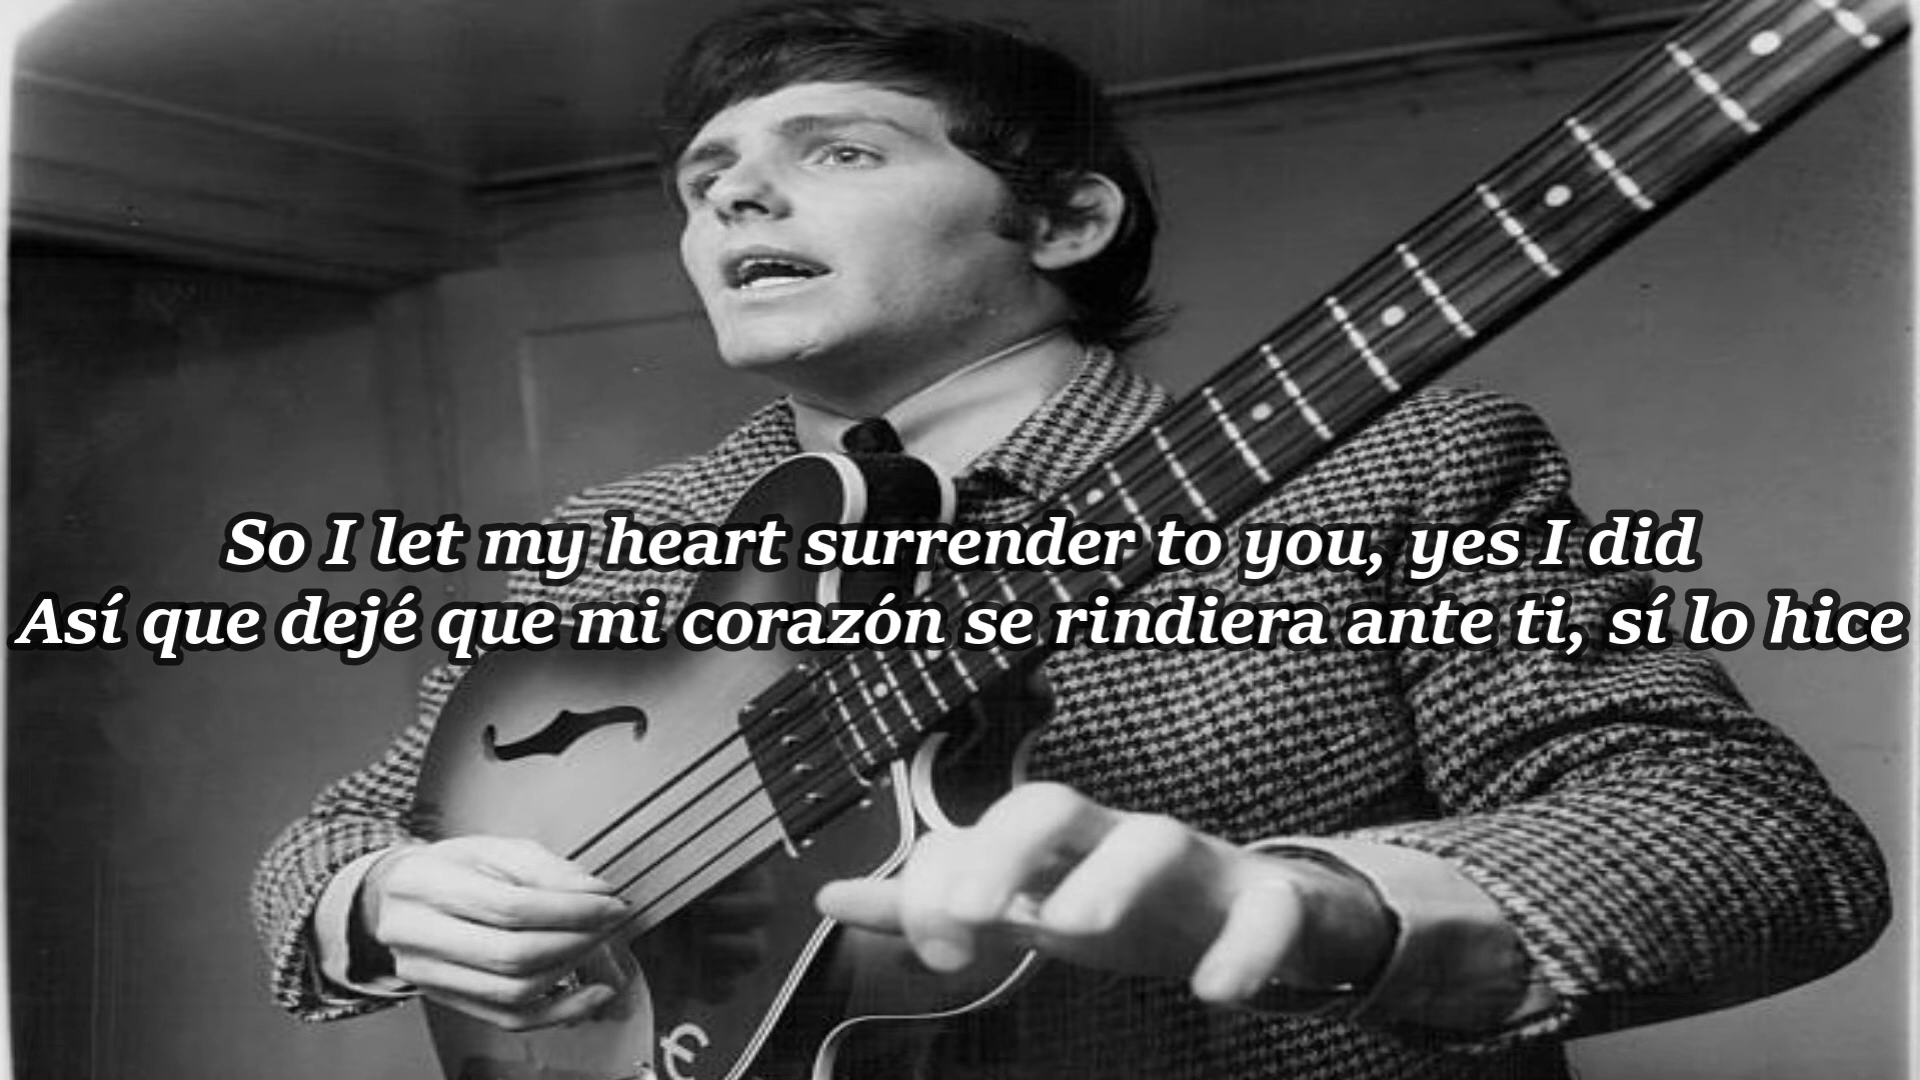 So I let my heart surrender to you, yes I did
Así que dejé que mi corazón se rindiera ante ti, sí lo hice